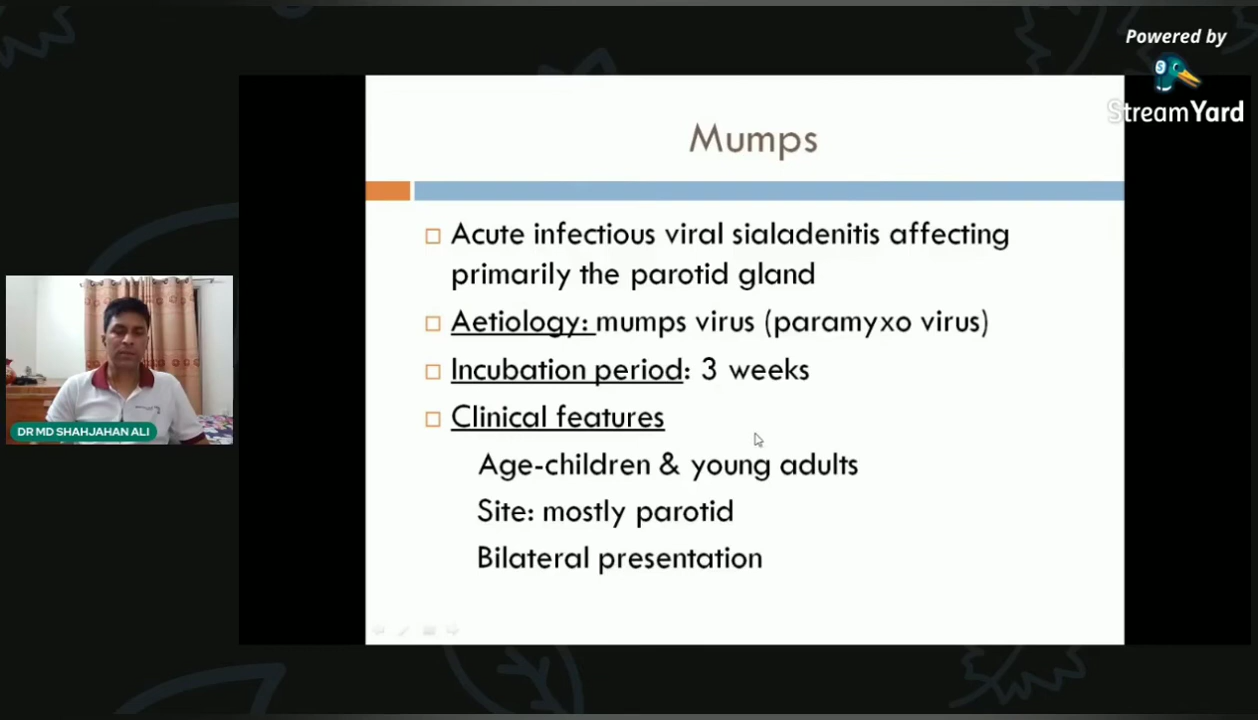 Powered by
StreamYard
Mumps
Acute infectious viral sialadenitis affecting
primarily the parotid gland
Aetiology: mumps virus (paramyxo virus)
Incubation period: 3 weeks
Clinical features
Age-children & young adults
Site: mostly parotid
Bilateral presentation
DR MD SHAHJAHAN ALI